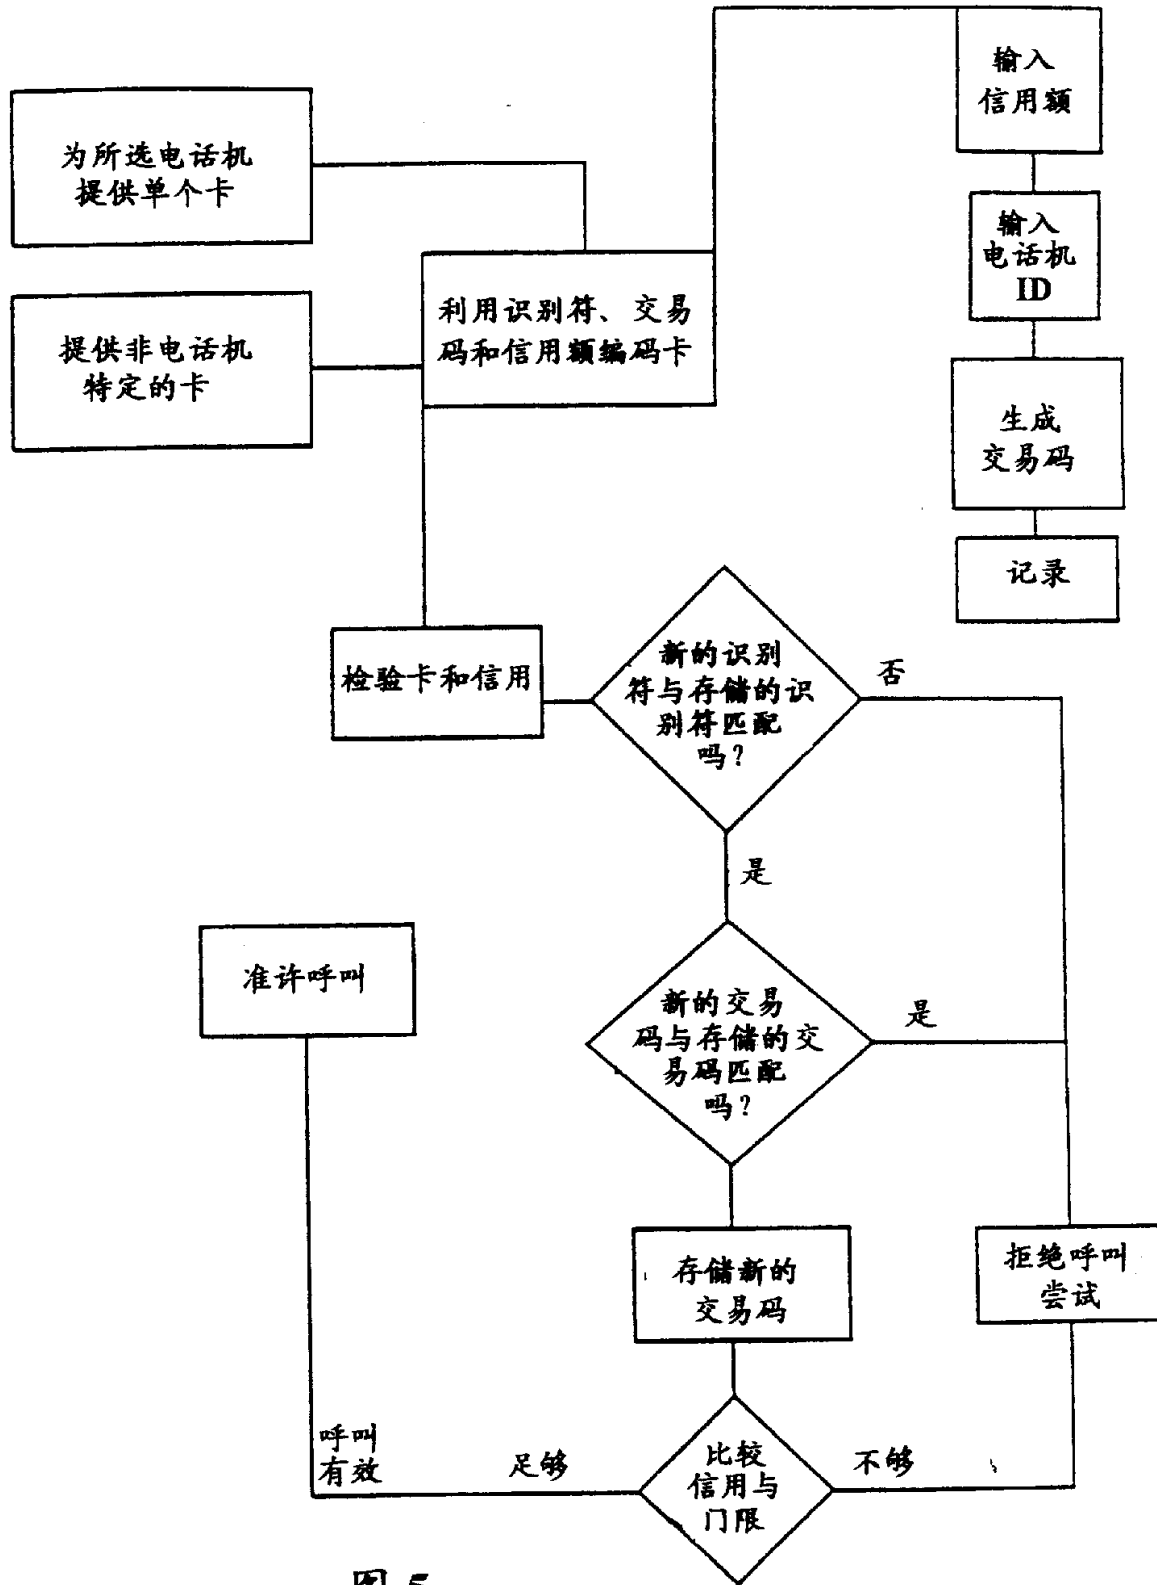 输入
信用额
为所选电话机
提供单个卡
输入
电话机
ID
利用识别符、交易
码和信用额编码卡
提供非电话机
特定的卡
生成
交易码
记录
检验卡和信用
新的识别
符与存储的识
别符匹配
吗?
否
是
准许呼叫
新的交易
码与存储的交
易码匹配
吗?
是
存储新的
交易码
拒绝呼叫
尝试
呼叫
有效
足够
比较
信用与
门限
不够
图 5